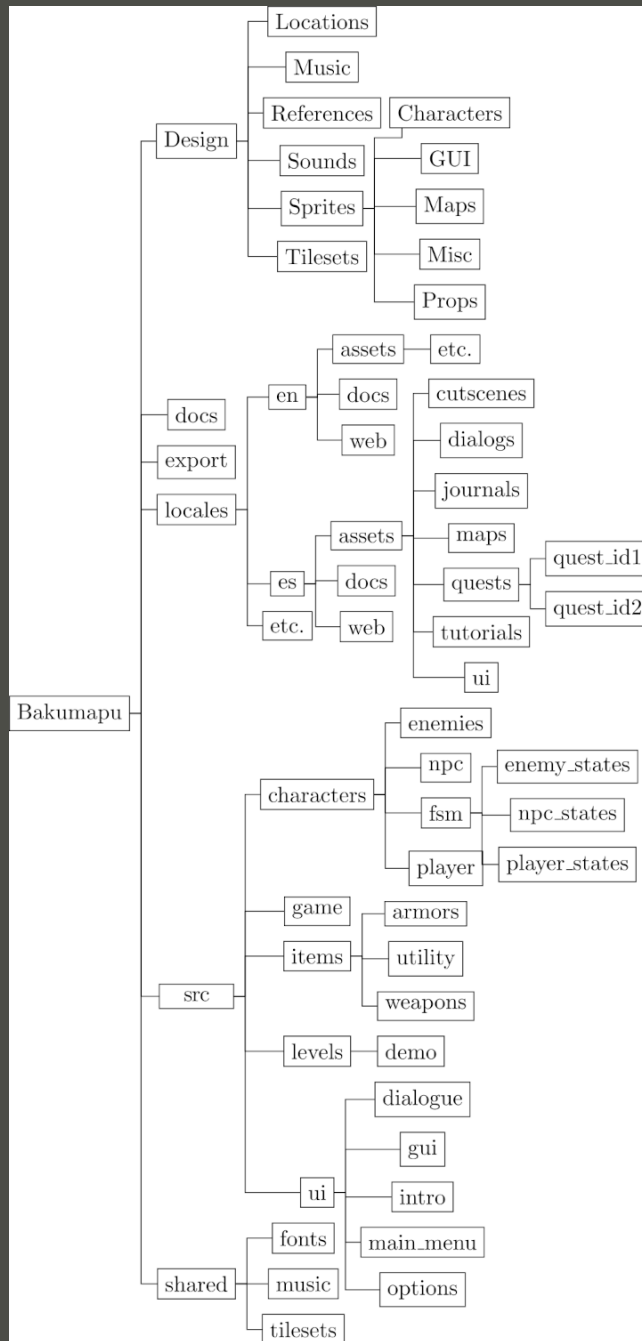 Locations
Music
References
Characters
Design
Sounds
GUI
Sprites
Maps
Tilesets
Misc
Props
assets
etc.
en
docs
cutscenes
docs
web
dialogs
export
journals
locales
assets
maps
quest_id1
es
docs
quests
quest_id2
etc.
web
tutorials
ui
Bakumapu
enemies
npc
enemy_states
characters
fsm
npc_states
player
player_states
game
armors
items
utility
src
weapons
levels
demo
dialogue
gui
ui
intro
fonts
main_menu
shared
music
options
tilesets